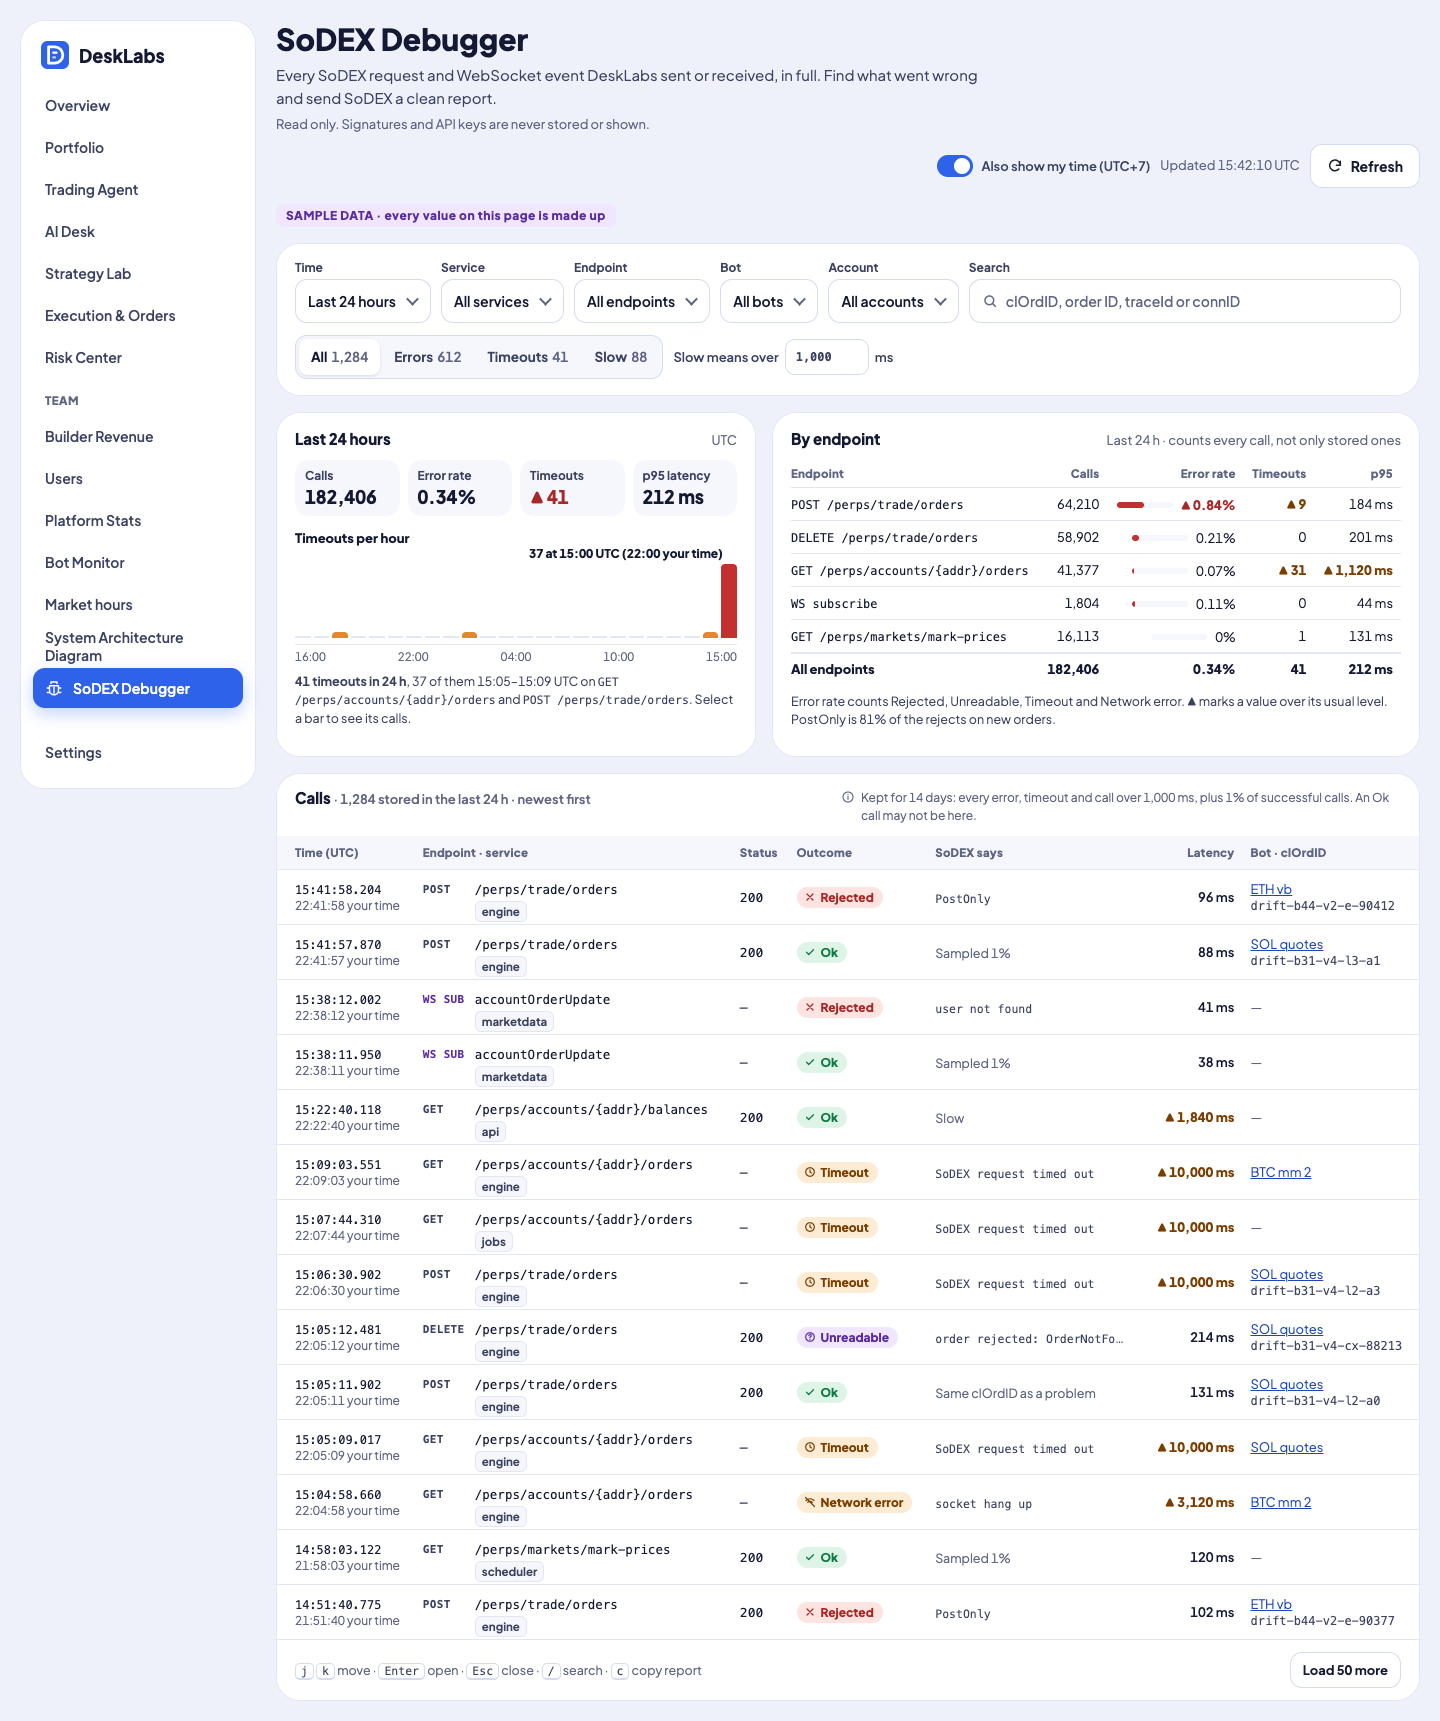 DeskLabs
Overview
Portfolio
Trading Agent
AI Desk
Strategy Lab
Execution & Orders
Risk Center
TEAM
Builder Revenue
Users
Platform Stats
Bot Monitor
Market hours
System Architecture
Diagram
SoDEX Debugger
Settings
SoDEX Debugger
Every SoDEX request and WebSocket event DeskLabs sent or received, in full. Find what went wrong
and send SoDEX a clean report.
Read only. Signatures and API keys are never stored or shown.
Also show my time (UTC+7) Updated 15:42:10 UTC Refresh
SAMPLE DATA · every value on this page is made up
Time Service Endpoint Bot Account Search
Last 24 hours All services All endpoints All bots All accounts clOrdID, order ID, traceId or connID
All 1,284 Errors 612 Timeouts 41 Slow 88 Slow means over 1,000 ms
Last 24 hours UTC
Calls Error rate Timeouts p95 latency
182,406 0.34% ▲ 41 212 ms
Timeouts per hour
37 at 15:00 UTC (22:00 your time)
16:00 22:00 04:00 10:00 15:00
41 timeouts in 24 h, 37 of them 15:05–15:09 UTC on GET
/perps/accounts/{addr}/orders and POST /perps/trade/orders. Select
a bar to see its calls.
By endpoint Last 24 h · counts every call, not only stored ones
Endpoint Calls Error rate Timeouts p95
POST /perps/trade/orders 64,210 ▲ 0.84% ▲ 9 184 ms
DELETE /perps/trade/orders 58,902 0.21% 0 201 ms
GET /perps/accounts/{addr}/orders 41,377 0.07% ▲ 31 ▲ 1,120 ms
WS subscribe 1,804 0.11% 0 44 ms
GET /perps/markets/mark-prices 16,113 0% 1 131 ms
All endpoints 182,406 0.34% 41 212 ms
Error rate counts Rejected, Unreadable, Timeout and Network error. ▲ marks a value over its usual level.
PostOnly is 81% of the rejects on new orders.
Calls · 1,284 stored in the last 24 h · newest first
Kept for 14 days: every error, timeout and call over 1,000 ms, plus 1% of successful calls. An Ok
call may not be here.
Time (UTC) Endpoint · service Status Outcome SoDEX says Latency Bot · clOrdID
15:41:58.204 POST /perps/trade/orders 200 Rejected PostOnly 96 ms ETH vb
22:41:58 your time engine drift-b44-v2-e-90412
15:41:57.870 POST /perps/trade/orders 200 Ok Sampled 1% 88 ms SOL quotes
22:41:57 your time engine drift-b31-v4-l3-a1
15:38:12.002 WS SUB accountOrderUpdate – Rejected user not found 41 ms —
22:38:12 your time marketdata
15:38:11.950 WS SUB accountOrderUpdate – Ok Sampled 1% 38 ms —
22:38:11 your time marketdata
15:22:40.118 GET /perps/accounts/{addr}/balances 200 Ok Slow ▲ 1,840 ms —
22:22:40 your time api
15:09:03.551 GET /perps/accounts/{addr}/orders – Timeout SoDEX request timed out ▲ 10,000 ms BTC mm 2
22:09:03 your time engine
15:07:44.310 GET /perps/accounts/{addr}/orders – Timeout SoDEX request timed out ▲ 10,000 ms —
22:07:44 your time jobs
15:06:30.902 POST /perps/trade/orders – Timeout SoDEX request timed out ▲ 10,000 ms SOL quotes
22:06:30 your time engine drift-b31-v4-l2-a3
15:05:12.481 DELETE /perps/trade/orders 200 Unreadable order rejected: OrderNotFo… 214 ms SOL quotes
22:05:12 your time engine drift-b31-v4-cx-88213
15:05:11.902 POST /perps/trade/orders 200 Ok Same clOrdID as a problem 131 ms SOL quotes
22:05:11 your time engine drift-b31-v4-l2-a0
15:05:09.017 GET /perps/accounts/{addr}/orders – Timeout SoDEX request timed out ▲ 10,000 ms SOL quotes
22:05:09 your time engine
15:04:58.660 GET /perps/accounts/{addr}/orders – Network error socket hang up ▲ 3,120 ms BTC mm 2
22:04:58 your time engine
14:58:03.122 GET /perps/markets/mark-prices 200 Ok Sampled 1% 120 ms —
21:58:03 your time scheduler
14:51:40.775 POST /perps/trade/orders 200 Rejected PostOnly 102 ms ETH vb
21:51:40 your time engine drift-b44-v2-e-90377
j k move · Enter open · Esc close · / search · c copy report Load 50 more